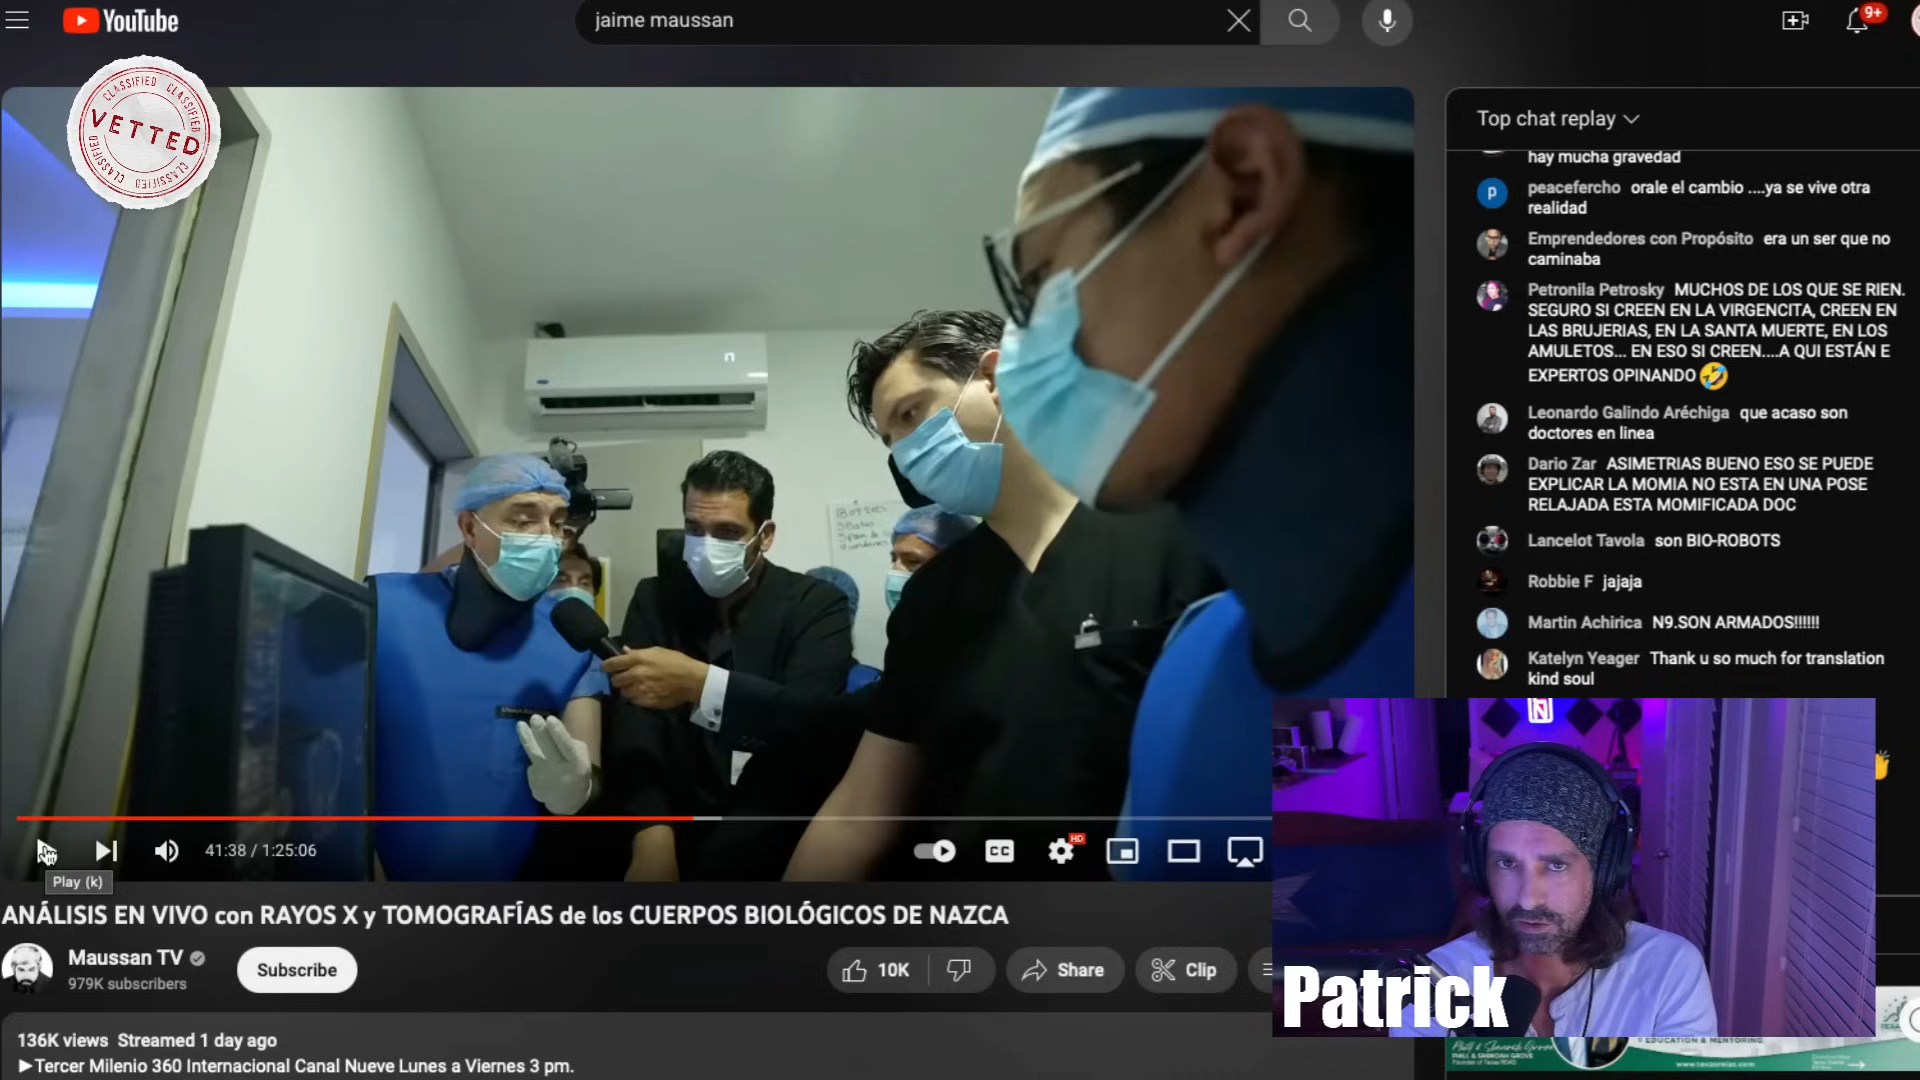 YouTube
jaime maussan
9+
CLASSIFIED CLASSIFIED
VETTED
CLASSIFIED CLASSIFIED
Top chat replay
hay mucha gravedad
P
peacefercho orale el cambio ....ya se vive otra
realidad
Emprendedores con Propósito era un ser que no
caminaba
Petronila Petrosky MUCHOS DE LOS QUE SE RIEN.
SEGURO SI CREEN EN LA VIRGENCITA, CREEN EN
LAS BRUJERIAS, EN LA SANTA MUERTE, EN LOS
AMULETOS... EN ESO SI CREEN....A QUI ESTÁN E
EXPERTOS OPINANDO🤣
Leonardo Galindo Aréchiga que acaso son
doctores en linea
Dario Zar ASIMETRIAS BUENO ESO SE PUEDE
EXPLICAR LA MOMIA NO ESTA EN UNA POSE
RELAJADA ESTA MOMIFICADA DOC
Lancelot Tavola son BIO-ROBOTS
Robbie F jajaja
Martin Achirica N9.SON ARMADOS!!!!!!
Katelyn Yeager Thank u so much for translation
kind soul
41:38 / 1:25:06
CC
HD
Play (k)
ANÁLISIS EN VIVO con RAYOS X y TOMOGRAFÍAS de los CUERPOS BIOLÓGICOS DE NAZCA
Maussan TV
979K subscribers
Subscribe
10K
Share
Clip
Patrick
136K views Streamed 1 day ago
▶Tercer Milenio 360 Internacional Canal Nueve Lunes a Viernes 3 pm.
EDUCATION & MENTORING